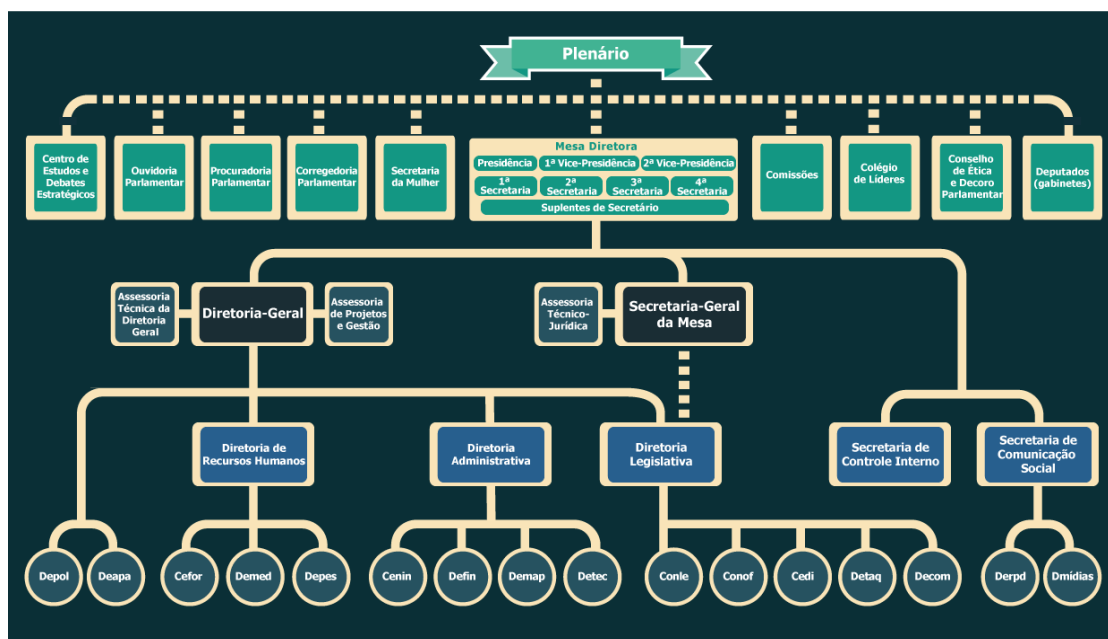 Plenário
Centro de
Estudos e
Debates
Estratégicos
Ouvidoria
Parlamentar
Procuradoria
Parlamentar
Corregedoria
Parlamentar
Secretaria
da Mulher
Mesa Diretora
Presidência
1ª Vice-Presidência
2ª Vice-Presidência
1ª
Secretaria
2ª
Secretaria
3ª
Secretaria
4ª
Secretaria
Suplentes de Secretário
Comissões
Colégio
de Líderes
Conselho
de Ética
e Decoro
Parlamentar
Deputados
(gabinetes)
Assessoria
Técnica da
Diretoria
Geral
Diretoria-Geral
Assessoria
de Projetos
e Gestão
Assessoria
Técnico-
Jurídica
Secretaria-Geral
da Mesa
Diretoria de
Recursos Humanos
Diretoria
Administrativa
Diretoria
Legislativa
Secretaria de
Controle Interno
Secretaria de
Comunicação
Social
Depol
Deapa
Cefor
Demed
Depes
Cenin
Defin
Demap
Detec
Conle
Conof
Cedi
Detaq
Decom
Derpd
Dmídias